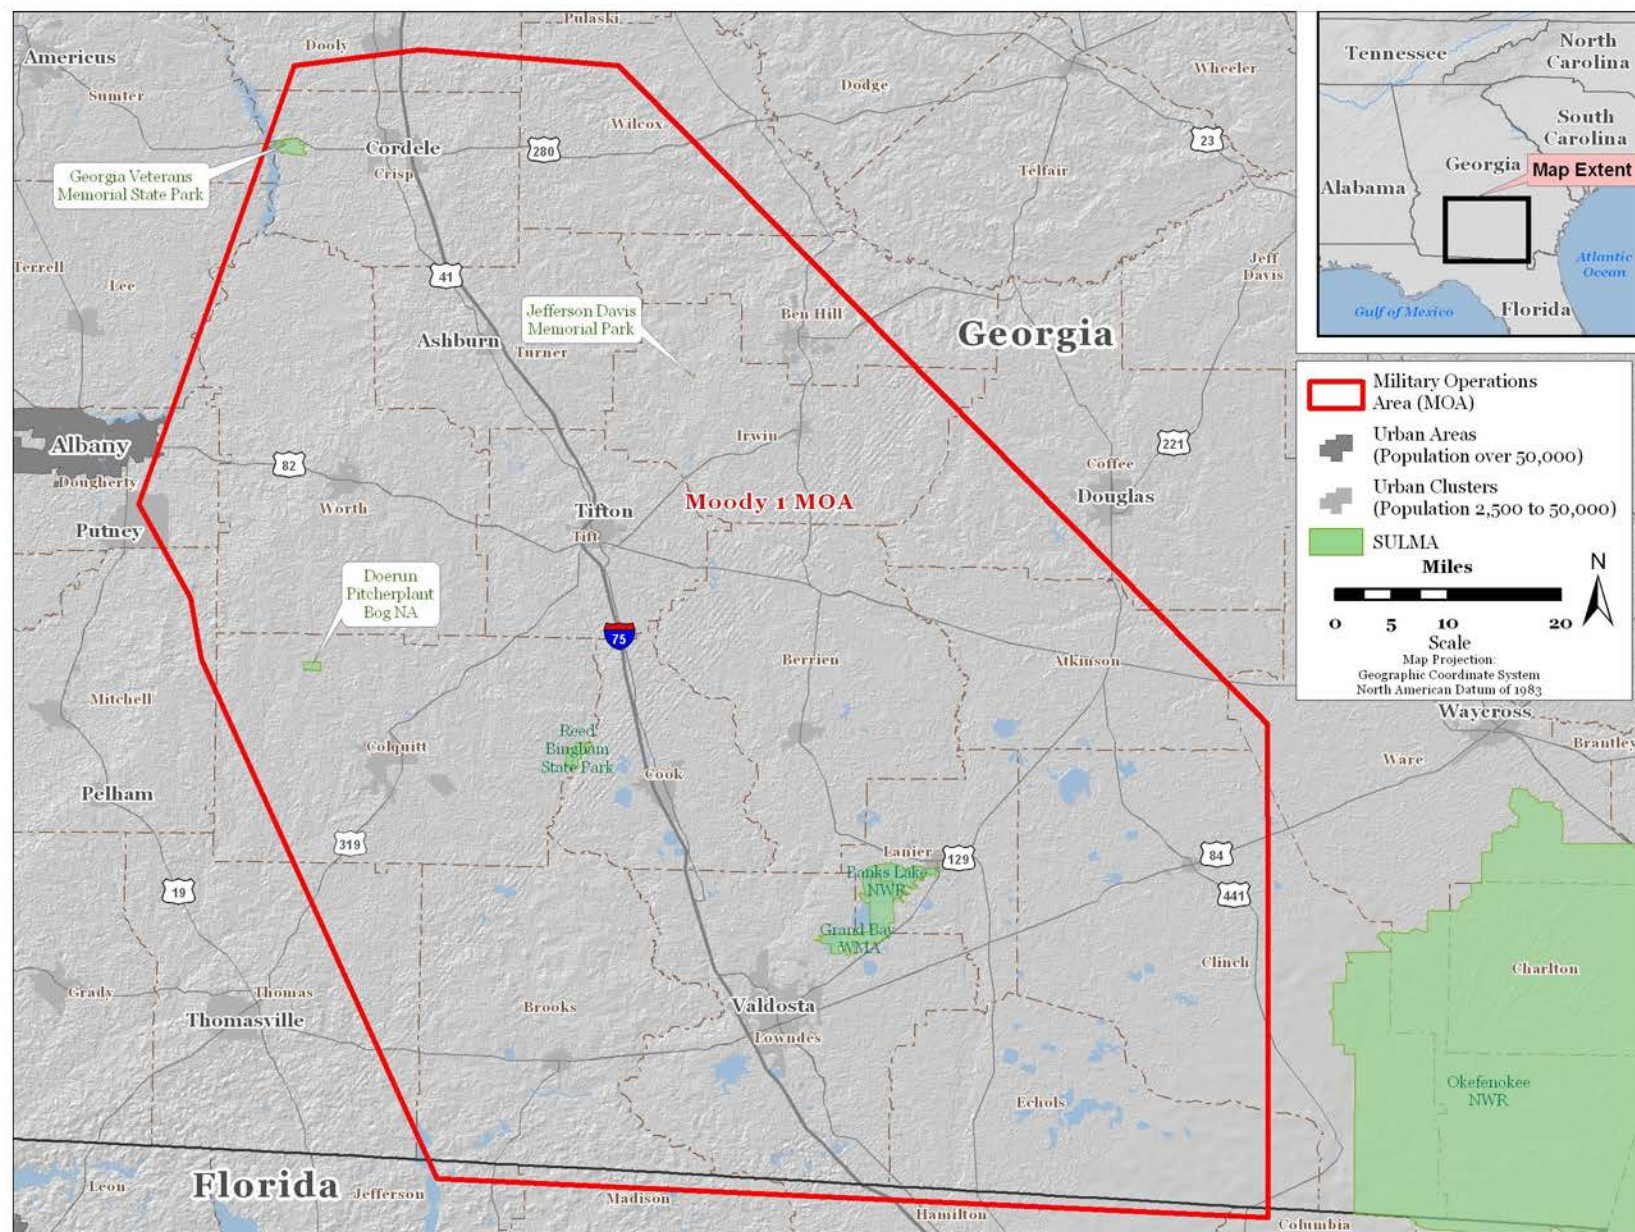 Pulaski
Dooly
Americus
Wheeler
Dodge
Sumter
Wilcox
280
23
Cordele
Crisp
Georgia Veterans
Memorial State Park
Telfair
Terrell
Lee
41
Jeff
Davis
Jefferson Davis
Memorial Park
Ben Hill
Georgia
Ashburn
Turner
Albany
Irwin
221
82
Coffee
Dougherty
Douglas
Worth
Moody 1 MOA
Tifton
Tift
Putney
Doerun
Pitcherplant
Bog NA
75
Berrien
Atkinson
Mitchell
Waycross
Reed
Bingham
State Park
Colquitt
Brantley
Ware
Cook
Pelham
319
Lanier
129
84
Banks Lake
NWR
19
441
Grand Bay
WMA
Clinch
Charlton
Grady
Thomas
Brooks
Valdosta
Thomasville
Lowndes
Okefenokee
NWR
Echols
Florida
Leon
Jefferson
Madison
Hamilton
Columbia
Tennessee
North
Carolina
South
Carolina
Georgia
Map Extent
Alabama
Atlantic
Ocean
Gulf of Mexico
Florida
Military Operations
Area (MOA)
Urban Areas
(Population over 50,000)
Urban Clusters
(Population 2,500 to 50,000)
SULMA
Miles
N
0 5 10 20
Scale
Map Projection:
Geographic Coordinate System
North American Datum of 1983